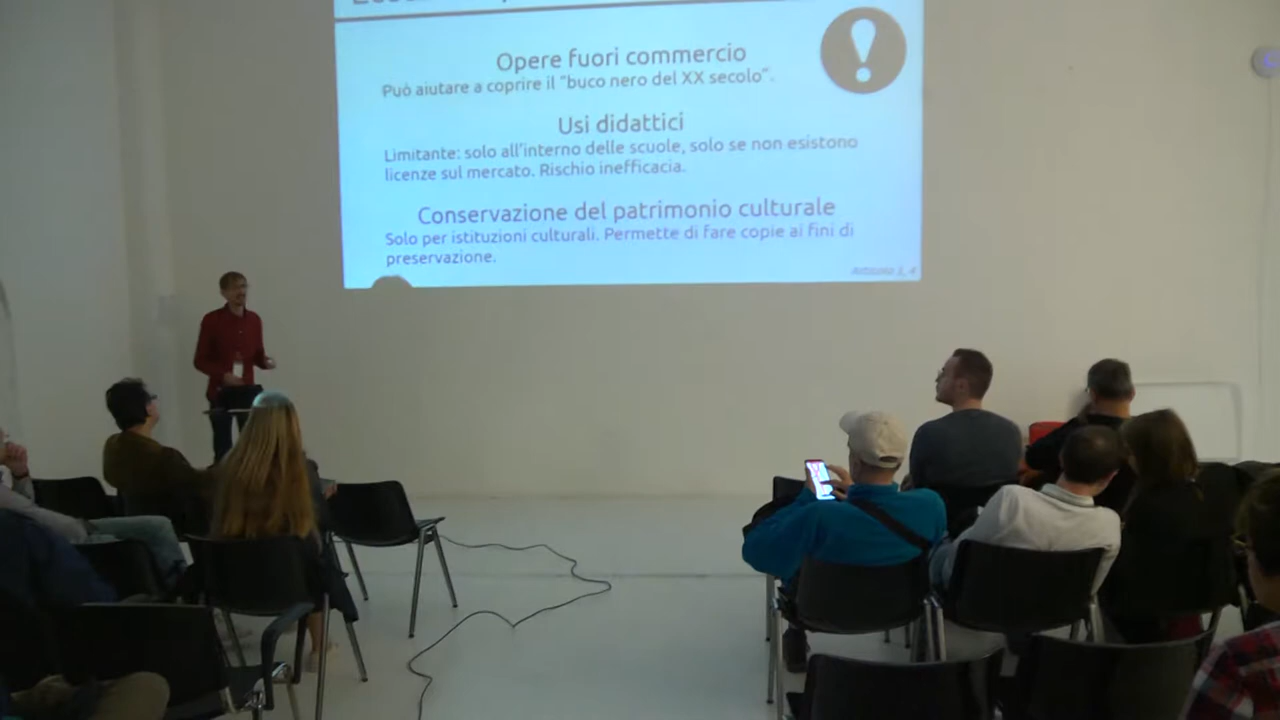 Opere fuori commercio
Può aiutare a coprire il "buco nero del XX secolo".
Usi didattici
Limitante: solo all'interno delle scuole, solo se non esistono
licenze sul mercato. Rischio inefficacia.
Conservazione del patrimonio culturale
Solo per istituzioni culturali. Permette di fare copie ai fini di
preservazione.